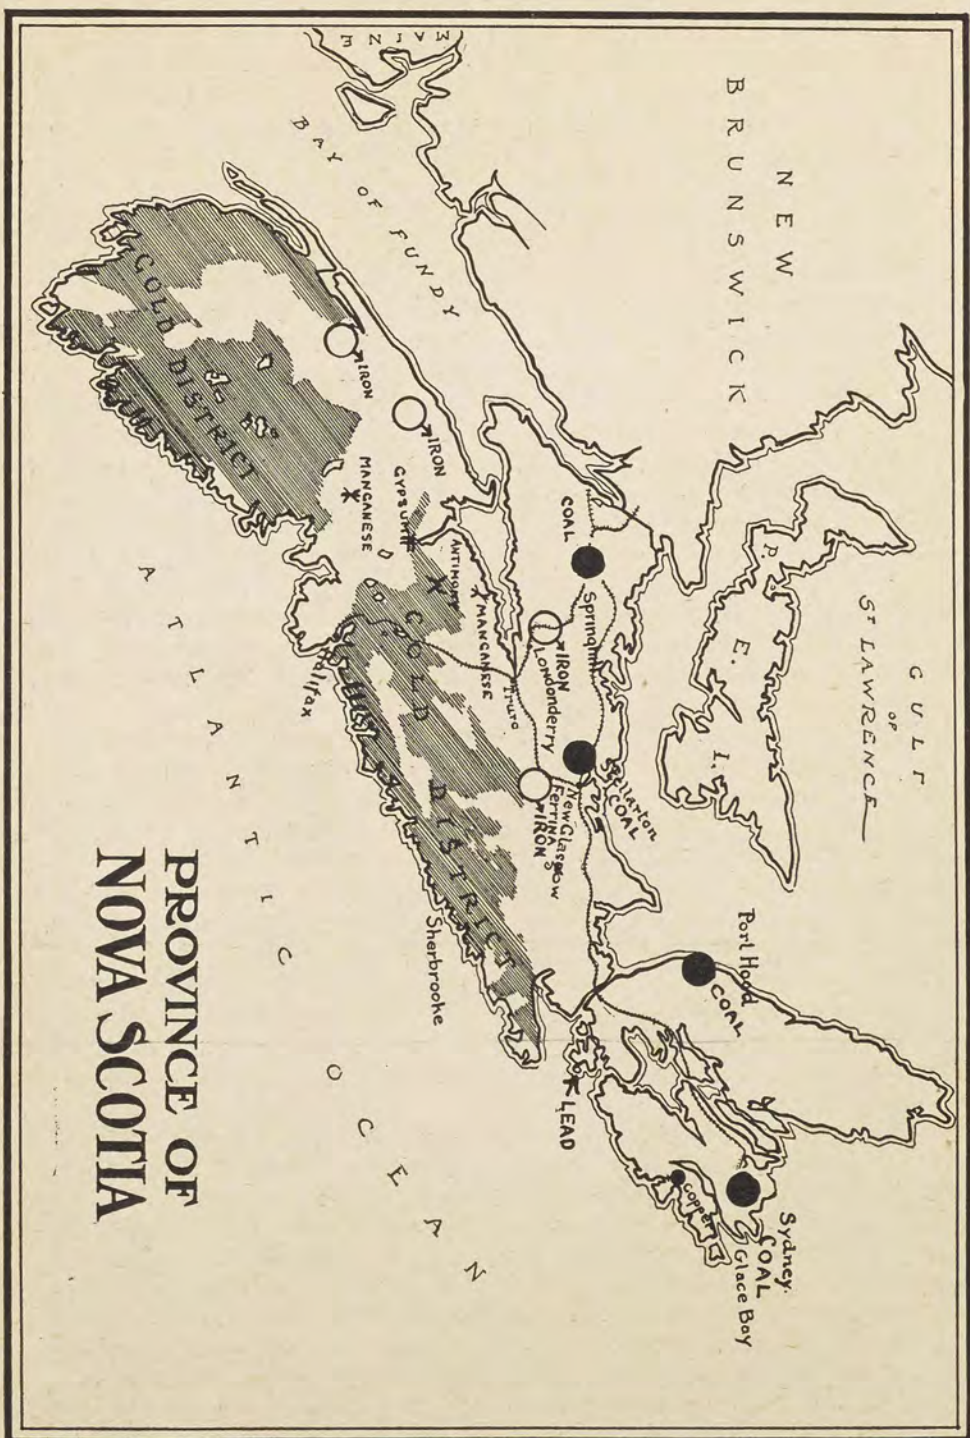 MAINE
BAY OF FUNDY
NEW
BRUNSWICK
GULF
OF
ST LAWRENCE
P. E. I.
GOLD DISTRICT
IRON
IRON
MANGANESE
GYPSUM
ANTIMONY
MANGANESE
COAL
Springhill
IRON
LONDONDERRY
Truro
Halifax
GOLD DISTRICT
Stellarton
COAL
New Glasgow
FERRONA
IRON
Sherbrooke
Port Hood
COAL
LEAD
COPPER
Sydney.
COAL
Glace Bay
ATLANTIC OCEAN
PROVINCE OF
NOVA SCOTIA